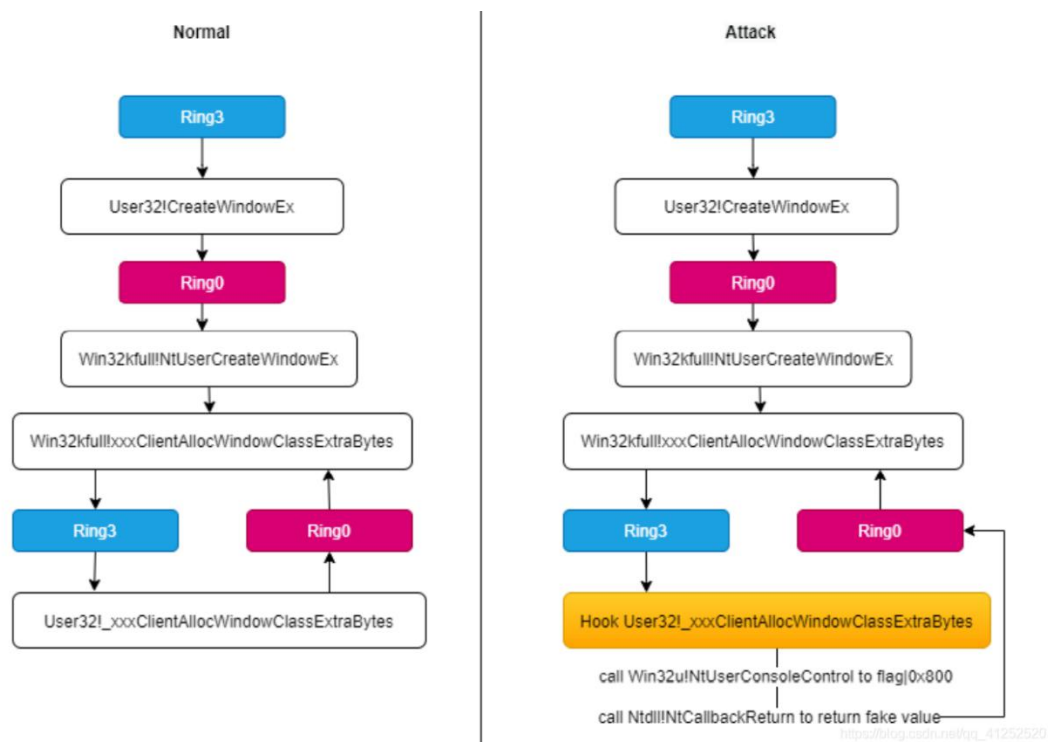 Normal
Ring3
User32!CreateWindowEx
Ring0
Win32kfull!NtUserCreateWindowEx
Win32kfull!xxxClientAllocWindowClassExtraBytes
Ring3
Ring0
User32!_xxxClientAllocWindowClassExtraBytes
Attack
Ring3
User32!CreateWindowEx
Ring0
Win32kfull!NtUserCreateWindowEx
Win32kfull!xxxClientAllocWindowClassExtraBytes
Ring3
Ring0
Hook User32!_xxxClientAllocWindowClassExtraBytes
call Win32u!NtUserConsoleControl to flag|0x800
call Ntdll!NtCallbackReturn to return fake value
https://blog.csdn.net/qq_41252520